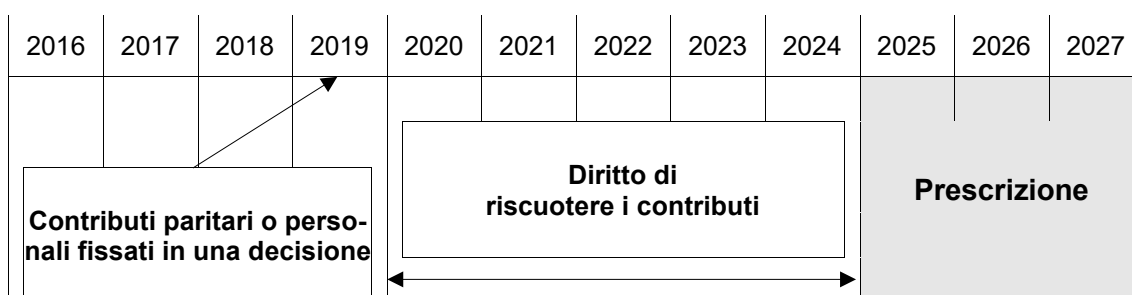 2016 2017 2018 2019 2020 2021 2022 2023 2024 2025 2026 2027
Diritto di
riscuotere i contributi
Prescrizione
Contributi paritari o perso-
nali fissati in una decisione